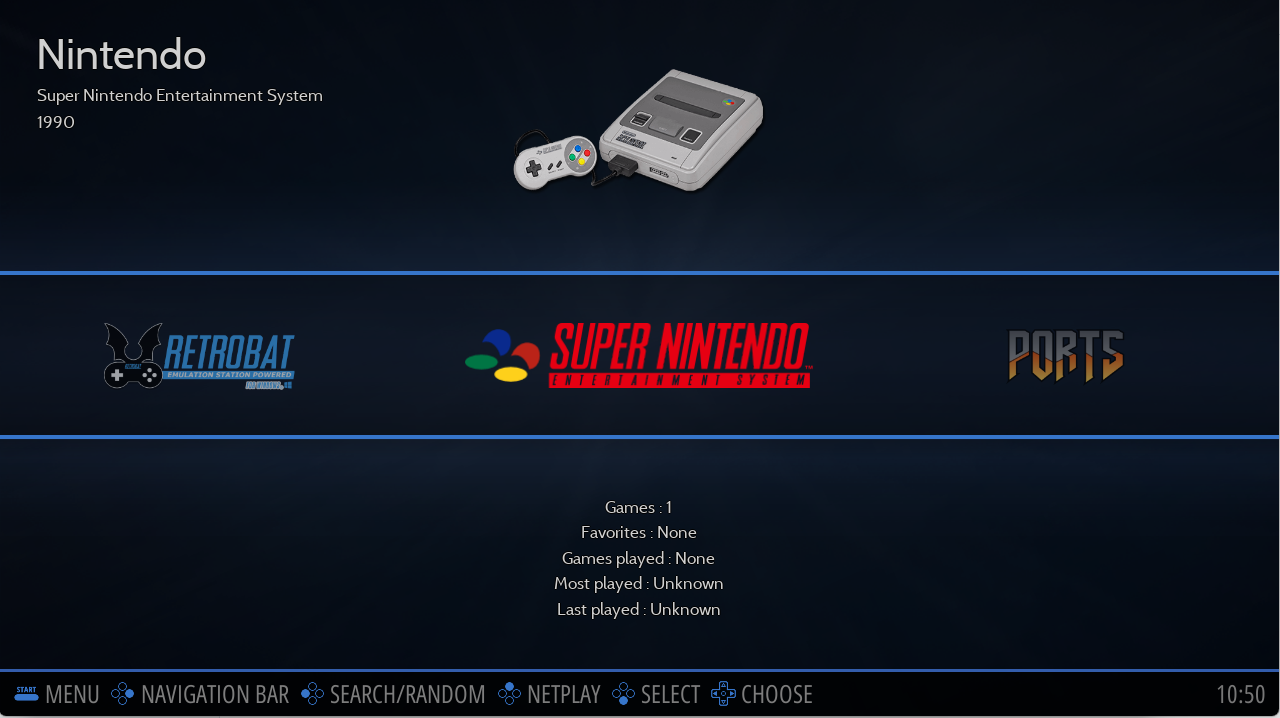 Nintendo
Super Nintendo Entertainment System
1990
RETROBAT
EMULATION STATION POWERED
SUPER NINTENDO
ENTERTAINMENT SYSTEM
PORTS
Games : 1
Favorites : None
Games played : None
Most played : Unknown
Last played : Unknown
START MENU NAVIGATION BAR SEARCH/RANDOM NETPLAY SELECT CHOOSE 10:50